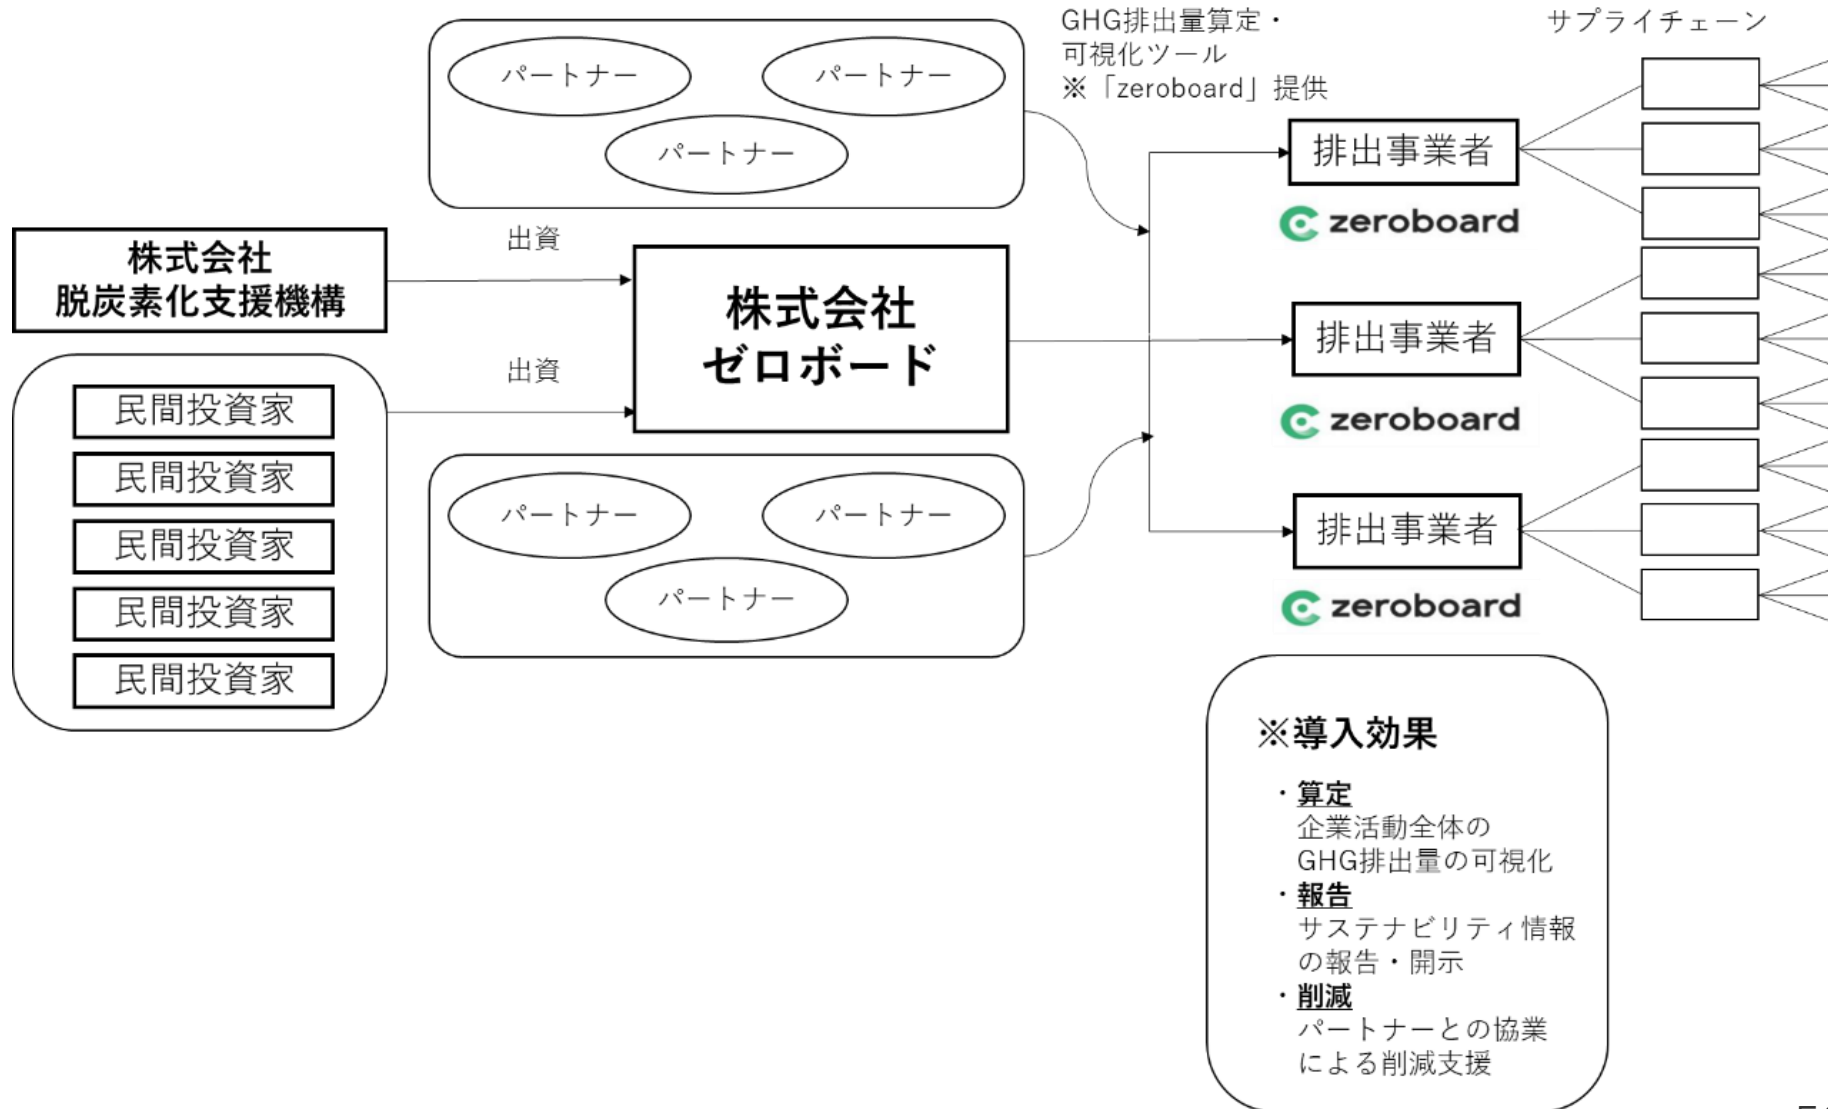 GHG排出量算定・
可視化ツール
※「zeroboard」提供
サプライチェーン
パートナー
パートナー
パートナー
排出事業者
zeroboard
出資
株式会社
脱炭素化支援機構
株式会社
ゼロボード
排出事業者
zeroboard
出資
民間投資家
民間投資家
民間投資家
民間投資家
民間投資家
パートナー
パートナー
パートナー
排出事業者
zeroboard
※導入効果
・算定
企業活動全体の
GHG排出量の可視化
・報告
サステナビリティ情報
の報告・開示
・削減
パートナーとの協業
による削減支援